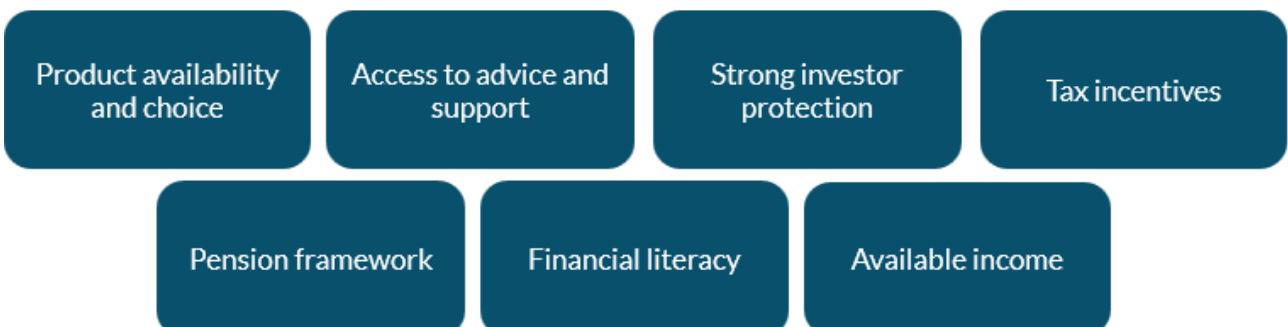 Product availability
and choice
Access to advice and
support
Strong investor
protection
Tax incentives
Pension framework
Financial literacy
Available income